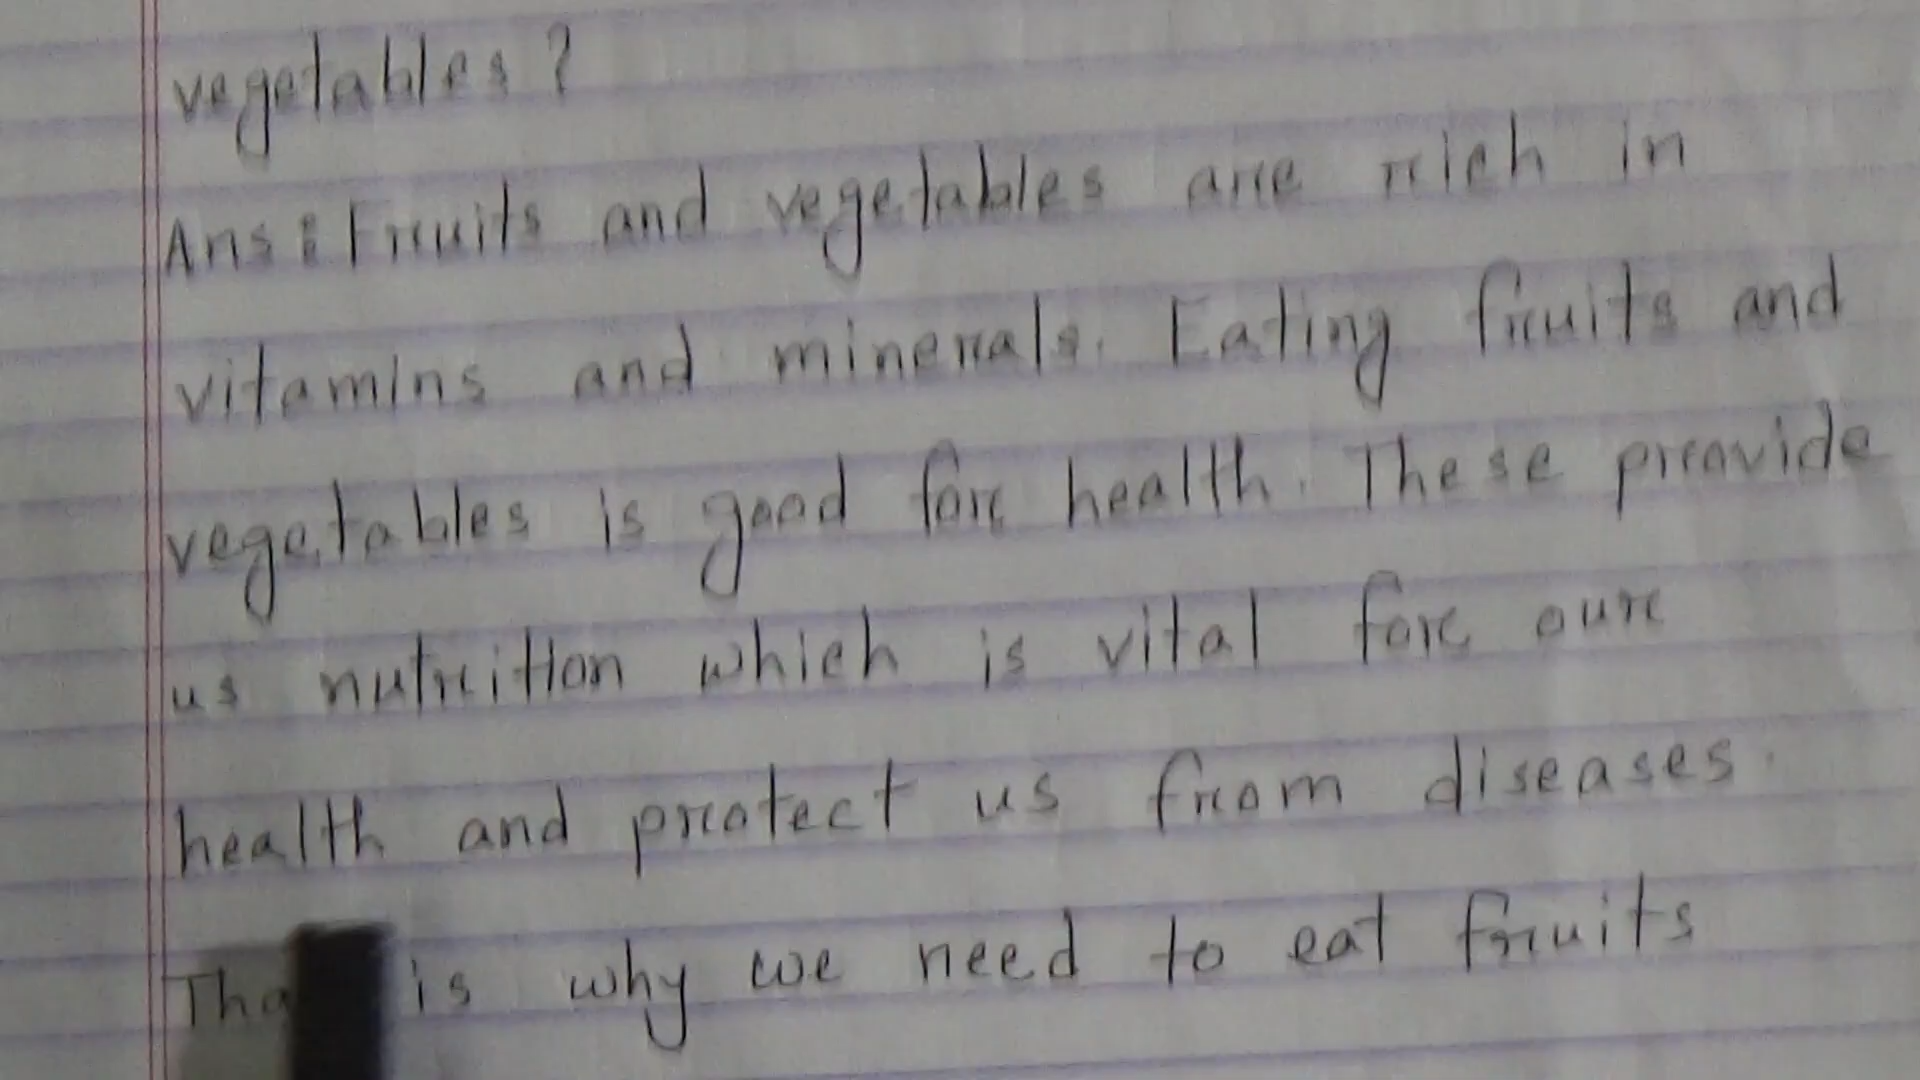 vegetables?
Ans: Fruits and vegetables are rich in
vitamins and minerals. Eating fruits and
vegetables is good for health. These provide
us nutrition which is vital for our
health and protect us from diseases.
is why we need to eat fruits